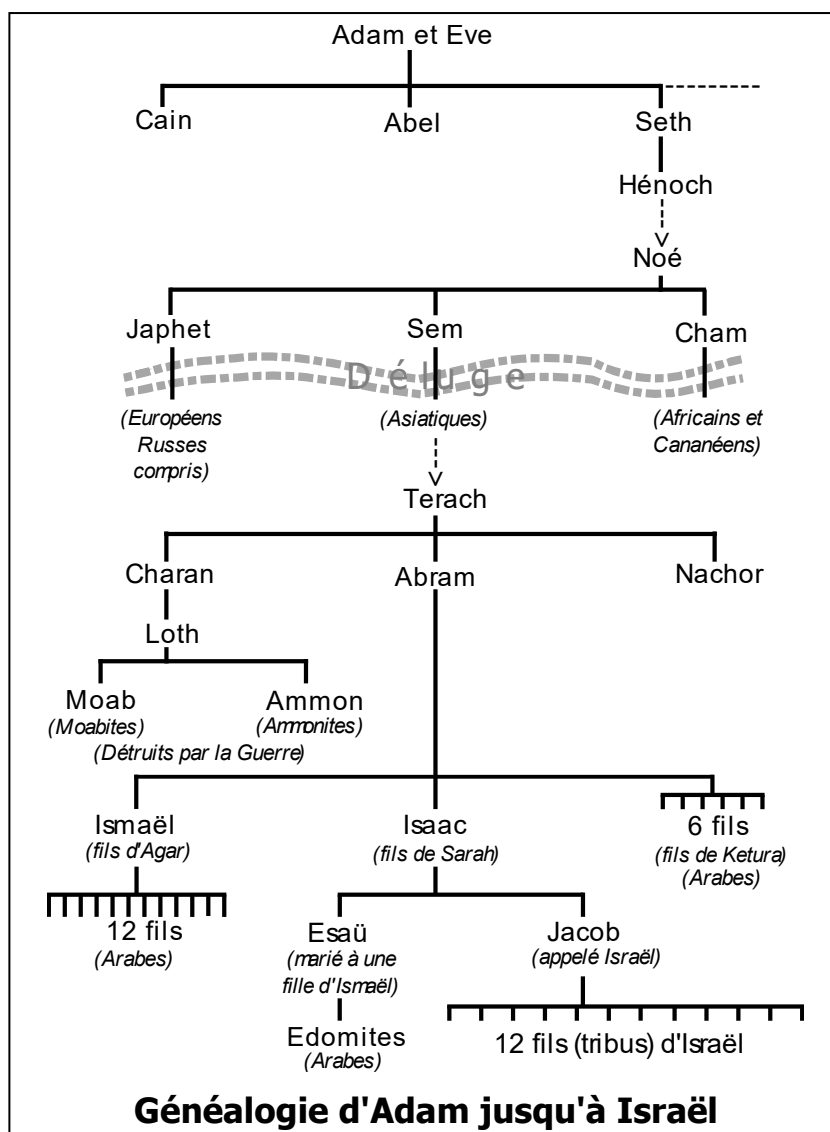 Adam et Eve
Cain Abel Seth
Hénoch
Noé
Japhet Sem Cham
Déluge
(Européens
Russes
compris)
(Asiatiques)
(Africains et
Cananéens)
Terach
Charan Abram Nachor
Loth
Moab
(Moabites)
Ammon
(Ammonites)
(Détruits par la Guerre)
Ismaël
(fils d'Agar)
Isaac
(fils de Sarah)
6 fils
(fils de Ketura)
(Arabes)
12 fils
(Arabes)
Esaü
(marié à une
fille d'Ismaël)
Jacob
(appelé Israël)
Edomites
(Arabes)
12 fils (tribus) d'Israël
Généalogie d'Adam jusqu'à Israël